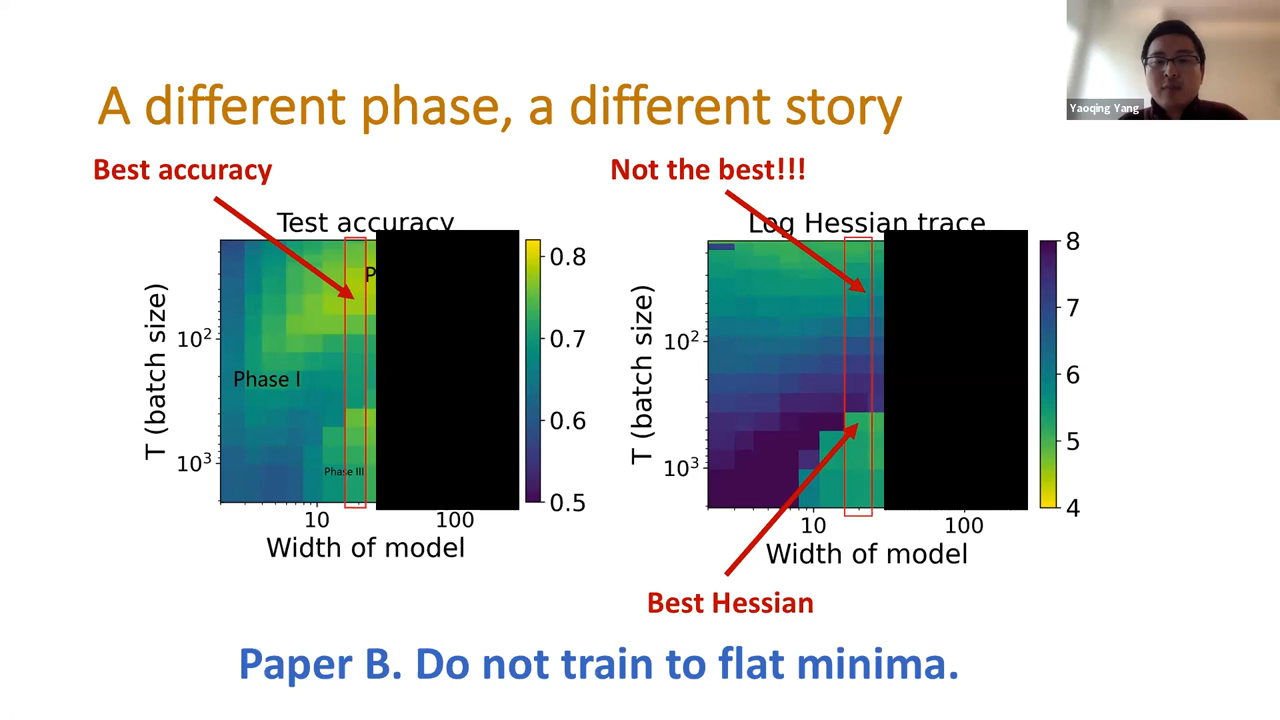 Yaoqing Yang
A different phase, a different story
Best accuracy
Not the best!!!
Test accuracy
Log Hessian trace
P
Phase I
Phase III
T (batch size)
10²
10³
10
100
Width of model
0.8
0.7
0.6
0.5
T (batch size)
10²
10³
10
100
Width of model
8
7
6
5
4
Best Hessian
Paper B. Do not train to flat minima.